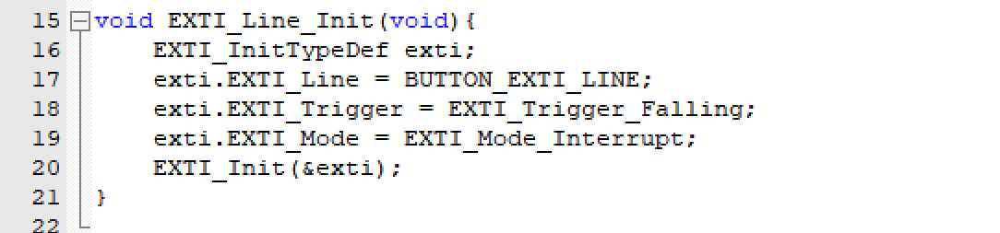 15 void EXTI_Line_Init(void){
16     EXTI_InitTypeDef exti;
17     exti.EXTI_Line = BUTTON_EXTI_LINE;
18     exti.EXTI_Trigger = EXTI_Trigger_Falling;
19     exti.EXTI_Mode = EXTI_Mode_Interrupt;
20     EXTI_Init(&exti);
21 }
22